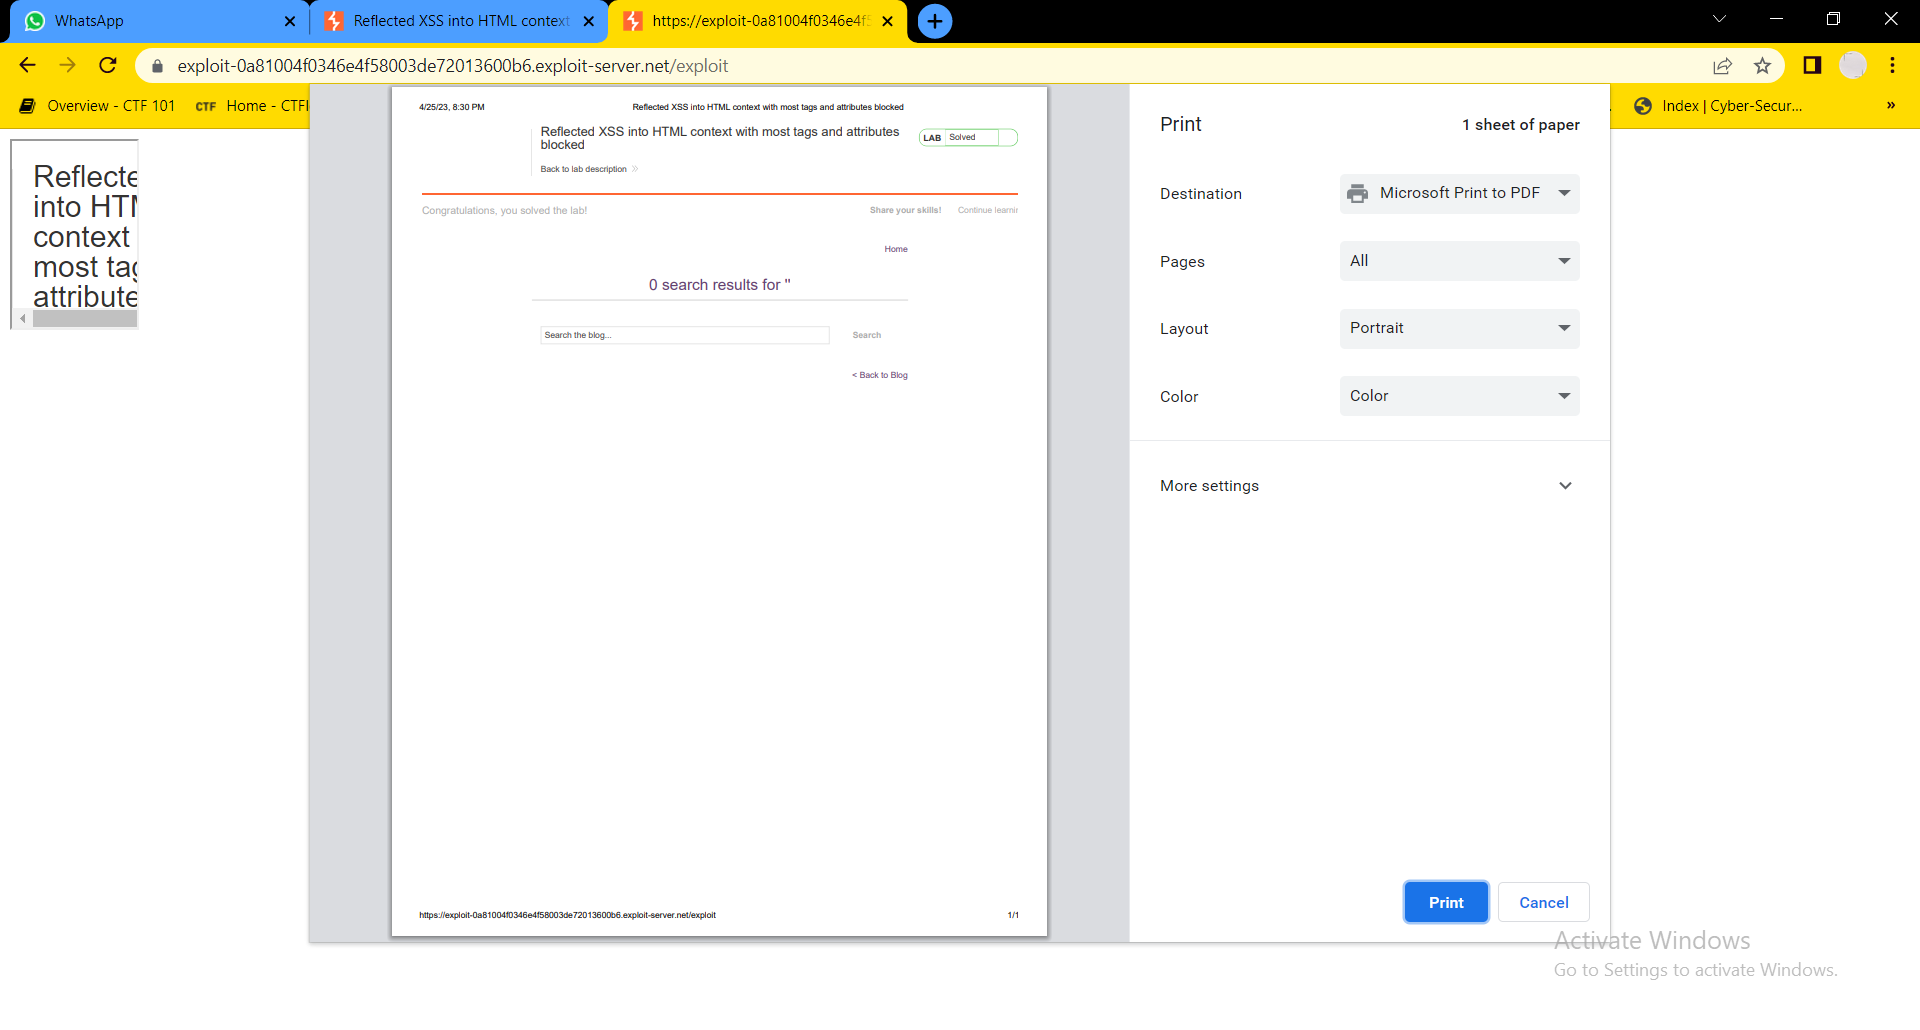 WhatsApp
Reflected XSS into HTML context
https://exploit-0a81004f0346e4f5
exploit-0a81004f0346e4f58003de72013600b6.exploit-server.net/exploit
Overview - CTF 101
CTF Home - CTFl
Index | Cyber-Secur...
»
Reflecte
into HTM
context
most tag
attribute
4/25/23, 8:30 PM
Reflected XSS into HTML context with most tags and attributes blocked
Reflected XSS into HTML context with most tags and attributes
blocked
LAB Solved
Back to lab description »
Congratulations, you solved the lab!
Share your skills!
Continue learnin
Home
0 search results for ''
Search the blog...
Search
< Back to Blog
https://exploit-0a81004f0346e4f58003de72013600b6.exploit-server.net/exploit
1/1
Print
1 sheet of paper
Destination
Microsoft Print to PDF
Pages
All
Layout
Portrait
Color
Color
More settings
Print
Cancel
Activate Windows
Go to Settings to activate Windows.